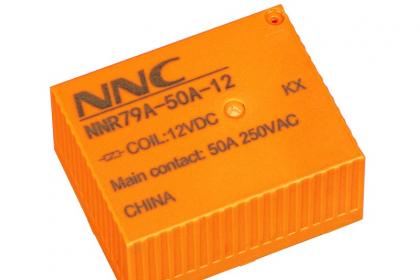 NNC
NNR79A-50A-12
COIL:12VDC KX
Main contact: 50A 250VAC
CHINA